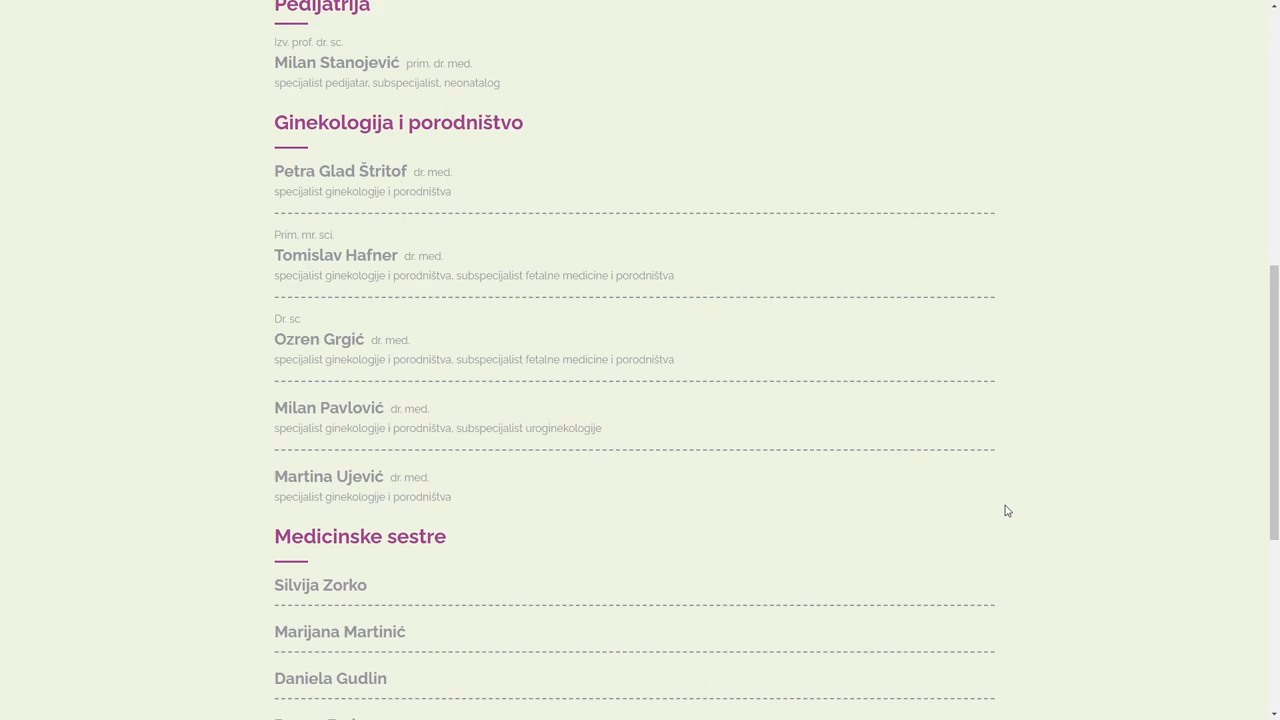 Pedijatrija
Izv. prof. dr. sc.
Milan Stanojević prim. dr. med.
specijalist pedijatar, subspecijalist, neonatalog
Ginekologija i porodništvo
Petra Glad Štritof dr. med.
specijalist ginekologije i porodništva
Prim. mr. sci.
Tomislav Hafner dr. med.
specijalist ginekologije i porodništva, subspecijalist fetalne medicine i porodništva
Dr. sc
Ozren Grgić dr. med.
specijalist ginekologije i porodništva, subspecijalist fetalne medicine i porodništva
Milan Pavlović dr. med.
specijalist ginekologije i porodništva, subspecijalist uroginekologije
Martina Ujević dr. med.
specijalist ginekologije i porodništva
Medicinske sestre
Silvija Zorko
Marijana Martinić
Daniela Gudlin